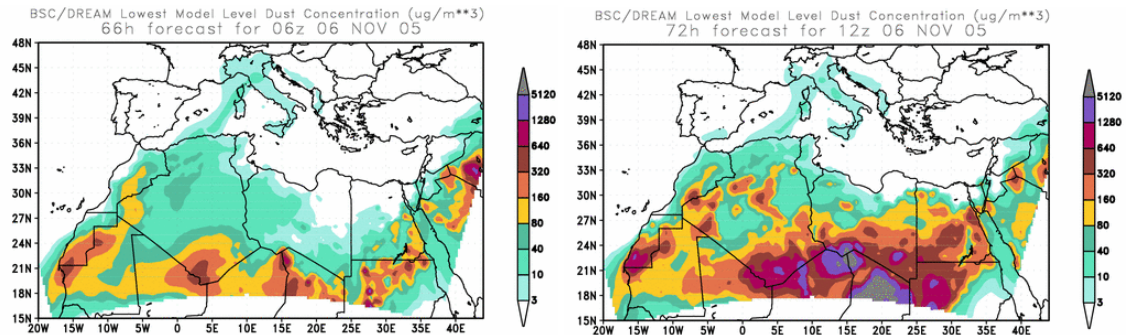 BSC/DREAM Lowest Model Level Dust Concentration (ug/m**3)
66h forecast for 06z 06 NOV 05
48N
45N
42N
39N
36N
33N
30N
27N
24N
21N
18N
15N
20W 15W 10W 5W 0 5E 10E 15E 20E 25E 30E 35E 40E
5120
1280
640
320
160
80
40
10
3
BSC/DREAM Lowest Model Level Dust Concentration (ug/m**3)
72h forecast for 12z 06 NOV 05
48N
45N
42N
39N
36N
33N
30N
27N
24N
21N
18N
15N
20W 15W 10W 5W 0 5E 10E 15E 20E 25E 30E 35E 40E
5120
1280
640
320
160
80
40
10
3